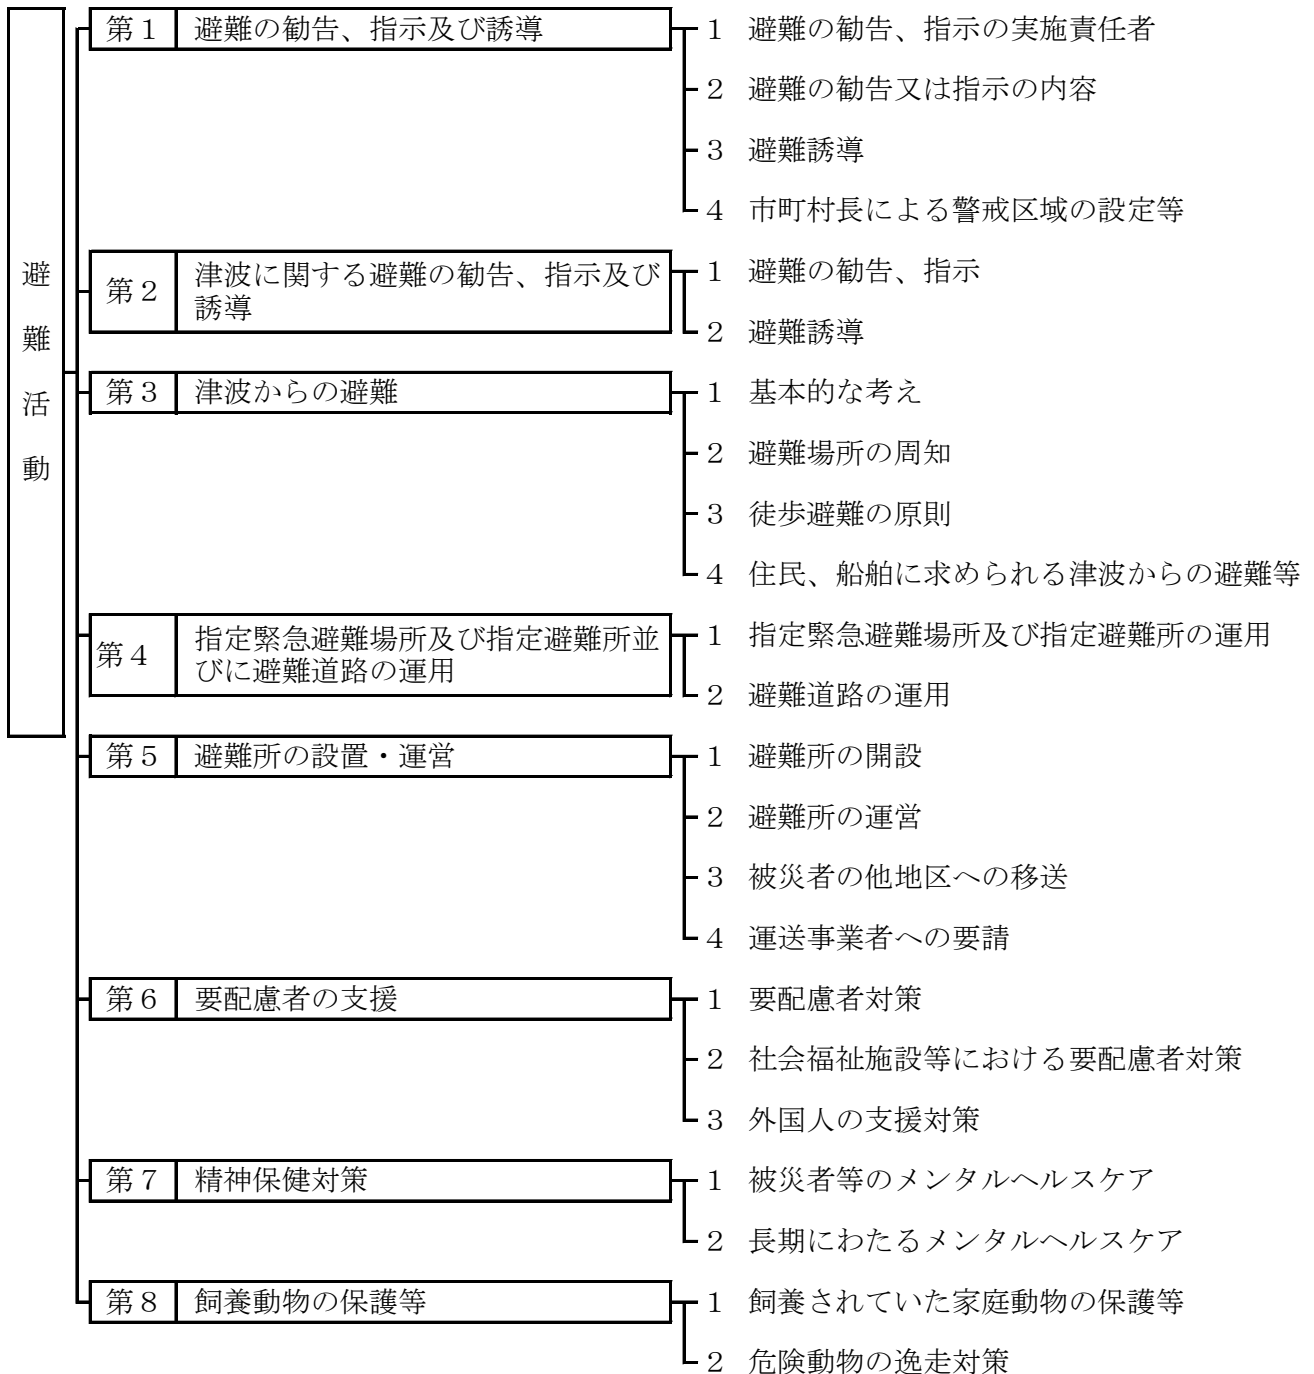 避難活動
第１ 避難の勧告、指示及び誘導
１ 避難の勧告、指示の実施責任者
２ 避難の勧告又は指示の内容
３ 避難誘導
４ 市町村長による警戒区域の設定等
第２ 津波に関する避難の勧告、指示及び
誘導
１ 避難の勧告、指示
２ 避難誘導
第３ 津波からの避難
１ 基本的な考え
２ 避難場所の周知
３ 徒歩避難の原則
４ 住民、船舶に求められる津波からの避難等
第４ 指定緊急避難場所及び指定避難所並
びに避難道路の運用
１ 指定緊急避難場所及び指定避難所の運用
２ 避難道路の運用
第５ 避難所の設置・運営
１ 避難所の開設
２ 避難所の運営
３ 被災者の他地区への移送
４ 運送事業者への要請
第６ 要配慮者の支援
１ 要配慮者対策
２ 社会福祉施設等における要配慮者対策
３ 外国人の支援対策
第７ 精神保健対策
１ 被災者等のメンタルヘルスケア
２ 長期にわたるメンタルヘルスケア
第８ 飼養動物の保護等
１ 飼養されていた家庭動物の保護等
２ 危険動物の逸走対策